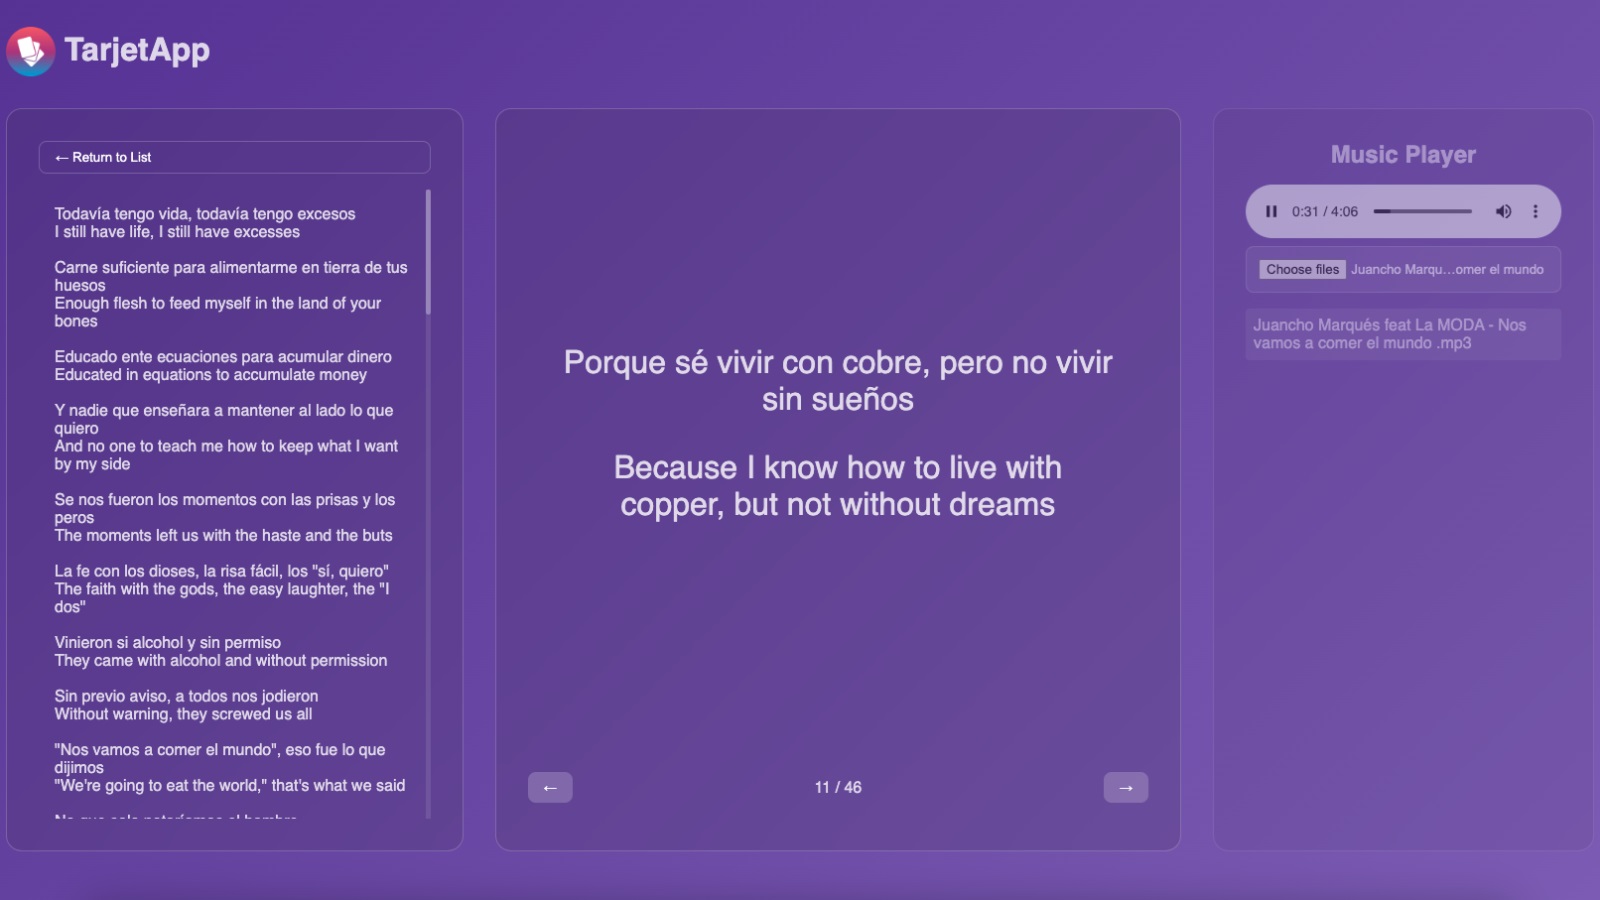 TarjetApp
← Return to List
Todavía tengo vida, todavía tengo excesos
I still have life, I still have excesses
Carne suficiente para alimentarme en tierra de tus
huesos
Enough flesh to feed myself in the land of your
bones
Educado ente ecuaciones para acumular dinero
Educated in equations to accumulate money
Y nadie que enseñara a mantener al lado lo que
quiero
And no one to teach me how to keep what I want
by my side
Se nos fueron los momentos con las prisas y los
peros
The moments left us with the haste and the buts
La fe con los dioses, la risa fácil, los "sí, quiero"
The faith with the gods, the easy laughter, the "I
dos"
Vinieron si alcohol y sin permiso
They came with alcohol and without permission
Sin previo aviso, a todos nos jodieron
Without warning, they screwed us all
"Nos vamos a comer el mundo", eso fue lo que
dijimos
"We're going to eat the world," that's what we said
Porque sé vivir con cobre, pero no vivir
sin sueños
Because I know how to live with
copper, but not without dreams
←
11 / 46
→
Music Player
0:31 / 4:06
Choose files Juancho Marqu...omer el mundo
Juancho Marqués feat La MODA - Nos
vamos a comer el mundo .mp3